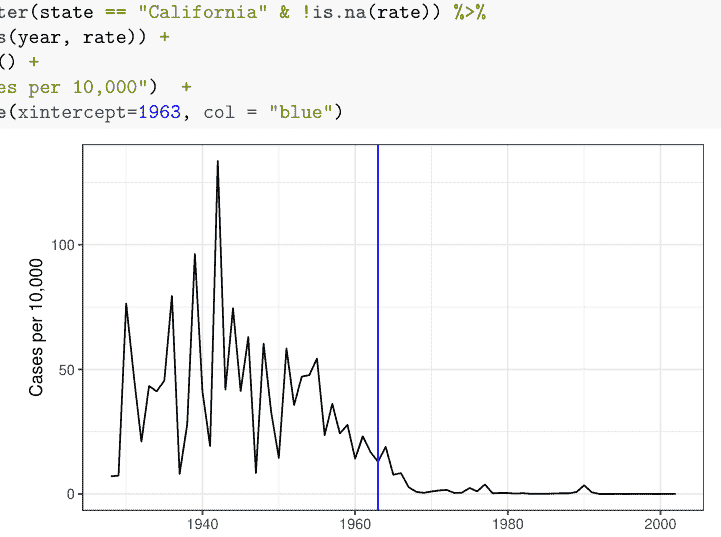 ter(state == "California" & !is.na(rate)) %>%
s(year, rate)) +
() +
es per 10,000")  +
e(xintercept=1963, col = "blue")
Cases per 10,000
100
50
0
1940
1960
1980
2000